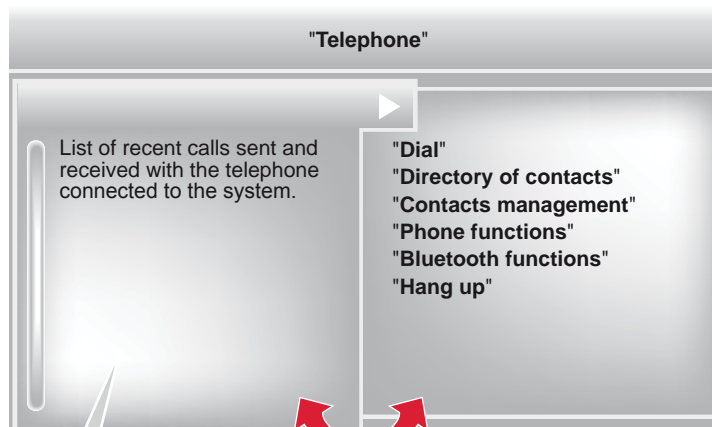 "Telephone"
List of recent calls sent and
received with the telephone
connected to the system.
"Dial"
"Directory of contacts"
"Contacts management"
"Phone functions"
"Bluetooth functions"
"Hang up"